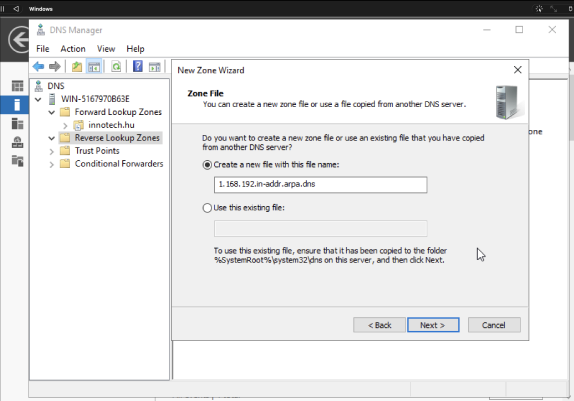 Windows
DNS Manager
File Action View Help
DNS
WIN-5167970B63E
Forward Lookup Zones
innotech.hu
Reverse Lookup Zones
Trust Points
Conditional Forwarders
New Zone Wizard
Zone File
You can create a new zone file or use a file copied from another DNS server.
Do you want to create a new zone file or use an existing file that you have copied
from another DNS server?
Create a new file with this file name:
1.168.192.in-addr.arpa.dns
Use this existing file:
To use this existing file, ensure that it has been copied to the folder
%SystemRoot%\system32\dns on this server, and then click Next.
< Back Next > Cancel
one